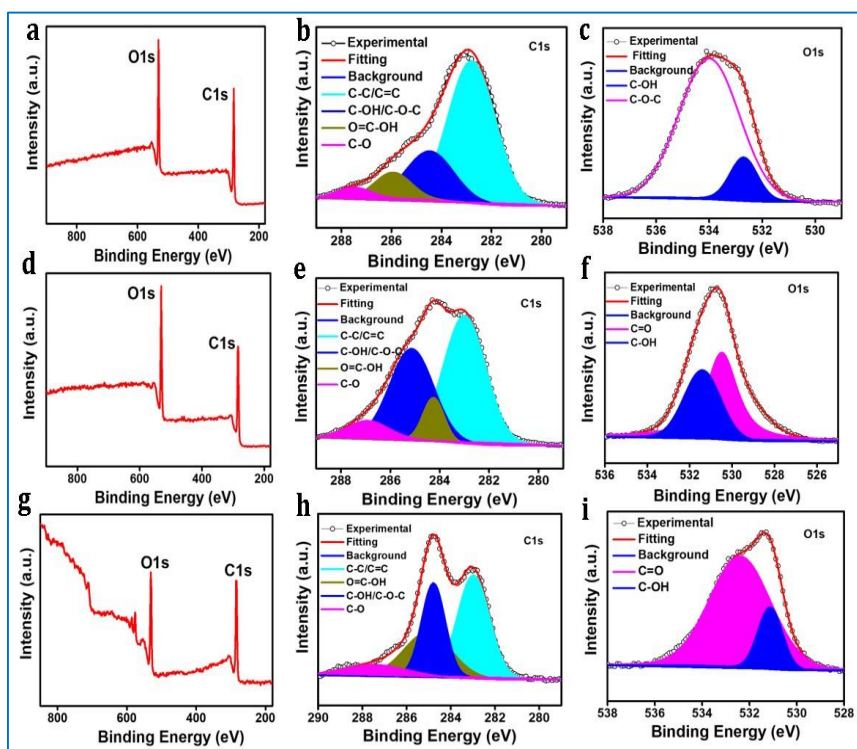 a
O1s
C1s
Intensity (a.u.)
800 600 400 200
Binding Energy (eV)
b
Experimental
Fitting
Background
C-C/C=C
C-OH/C-O-C
O=C-OH
C-O
C1s
Intensity (a.u.)
288 286 284 282 280
Binding Energy (eV)
c
Experimental
Fitting
Background
C-OH
C-O-C
O1s
Intensity (a.u.)
538 536 534 532 530
Binding Energy (eV)
d
O1s
C1s
Intensity (a.u.)
800 600 400 200
Binding Energy (eV)
e
Experimental
Fitting
Background
C-C/C=C
C-OH/C-O-C
O=C-OH
C-O
C1s
Intensity (a.u.)
288 286 284 282 280
Binding Energy (eV)
f
Experimental
Fitting
Background
C=O
C-OH
O1s
Intensity (a.u.)
536 534 532 530 528 526
Binding Energy (eV)
g
O1s
C1s
Intensity (a.u.)
800 600 400 200
Binding Energy (eV)
h
Experimental
Fitting
Background
C-C/C=C
O=C-OH
C-OH/C-O-C
C-O
C1s
Intensity (a.u.)
290 288 286 284 282 280
Binding Energy (eV)
i
Experimental
Fitting
Background
C=O
C-OH
O1s
Intensity (a.u.)
538 536 534 532 530 528
Binding Energy (eV)